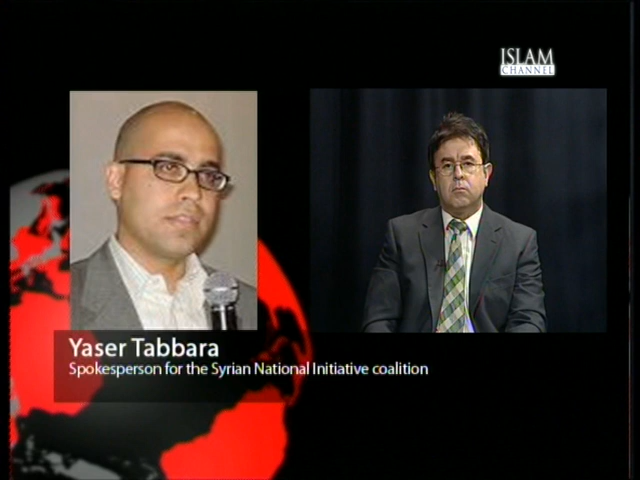 ISLAM
CHANNEL
Yaser Tabbara
Spokesperson for the Syrian National Initiative coalition